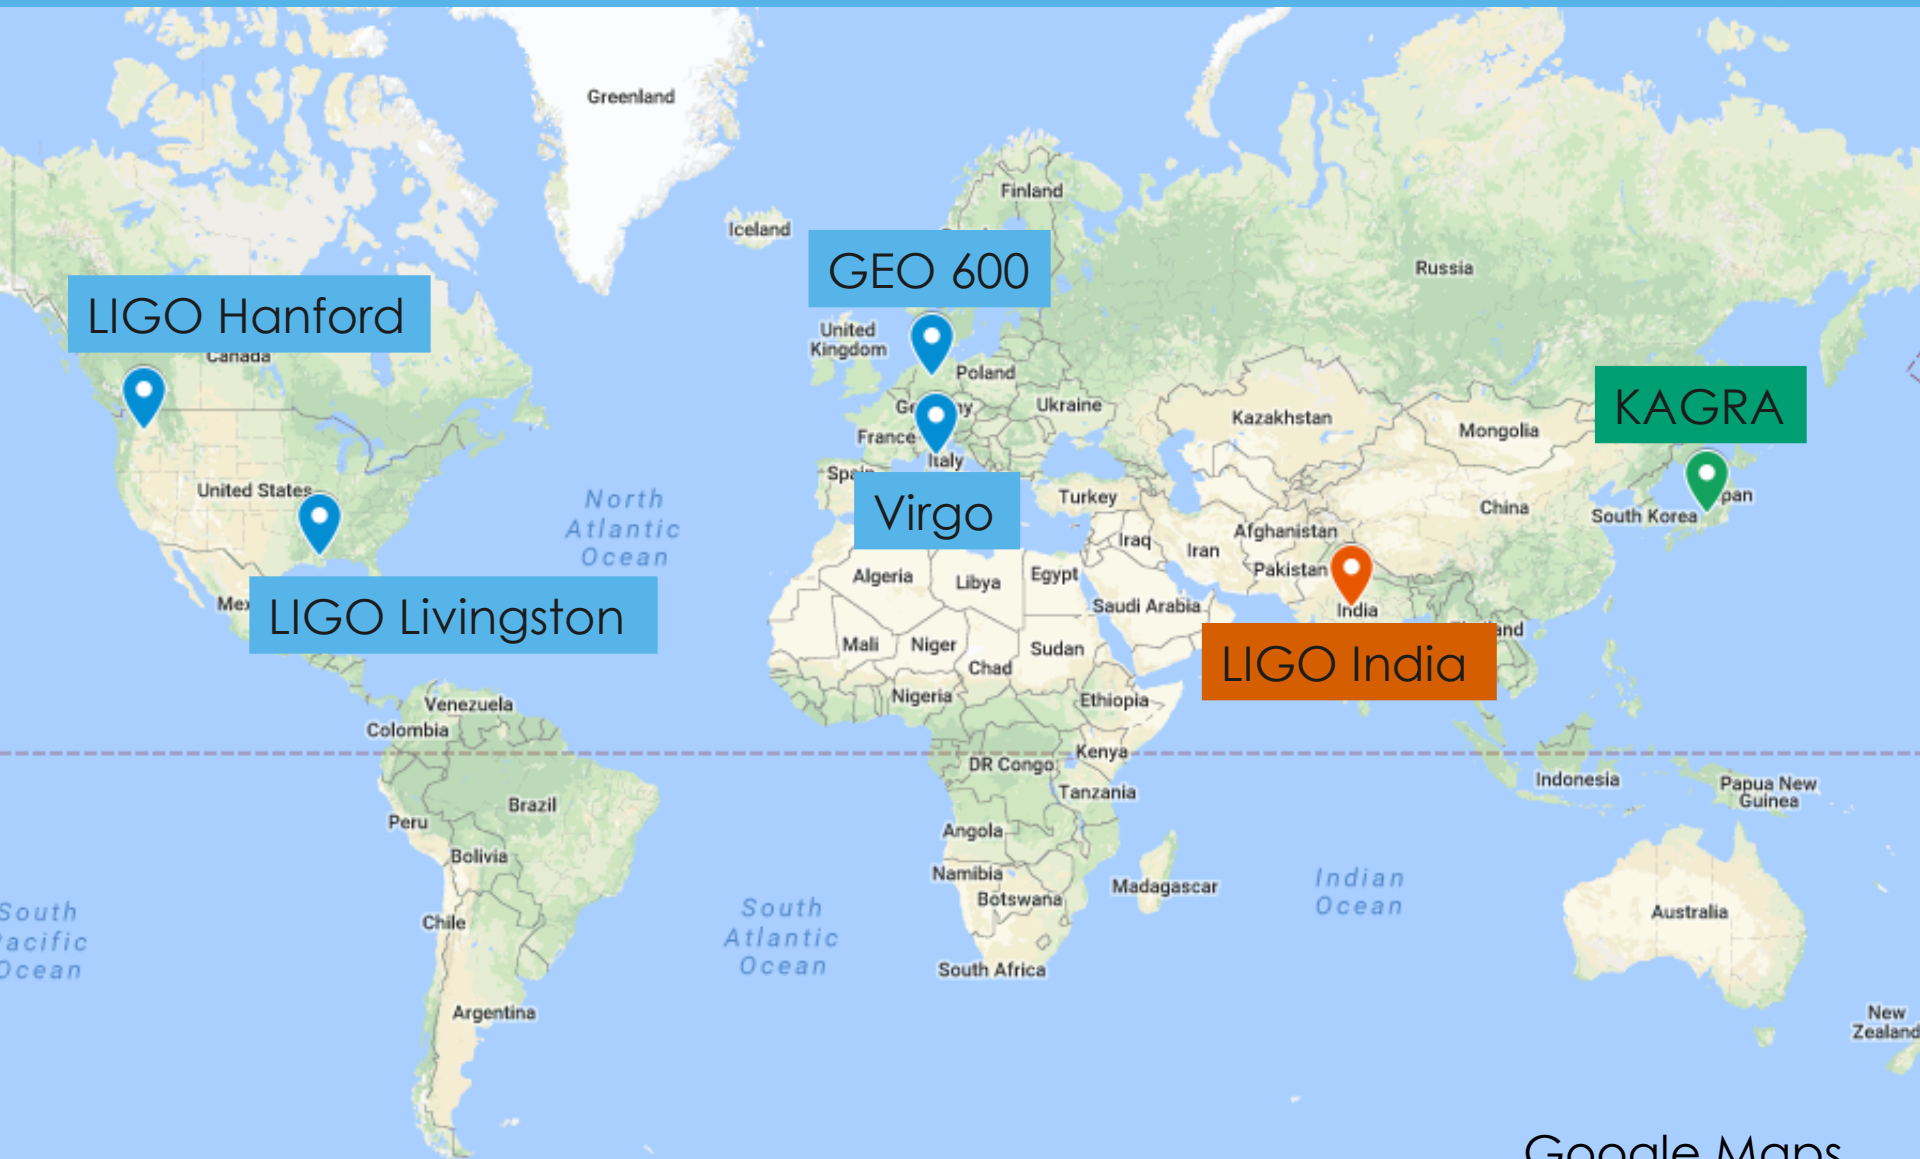 Greenland
Finland
Iceland
GEO 600
Russia
LIGO Hanford
Canada
United
Kingdom
Poland
KAGRA
Ukraine
Kazakhstan
Mongolia
France
Italy
United States
North
Atlantic
Ocean
Virgo
Turkey
China
South Korea
Afghanistan
Iraq
Iran
Pakistan
Algeria
Libya
Egypt
Saudi Arabia
India
LIGO Livingston
Mali
Niger
Sudan
Chad
LIGO India
Nigeria
Ethiopia
Venezuela
Colombia
Kenya
DR Congo
Tanzania
Indonesia
Papua New
Guinea
Brazil
Peru
Angola
Bolivia
Namibia
Botswana
Madagascar
Indian
Ocean
Chile
South
Atlantic
Ocean
Australia
South
Ocean
South Africa
Argentina
New
Zealand
Google Maps